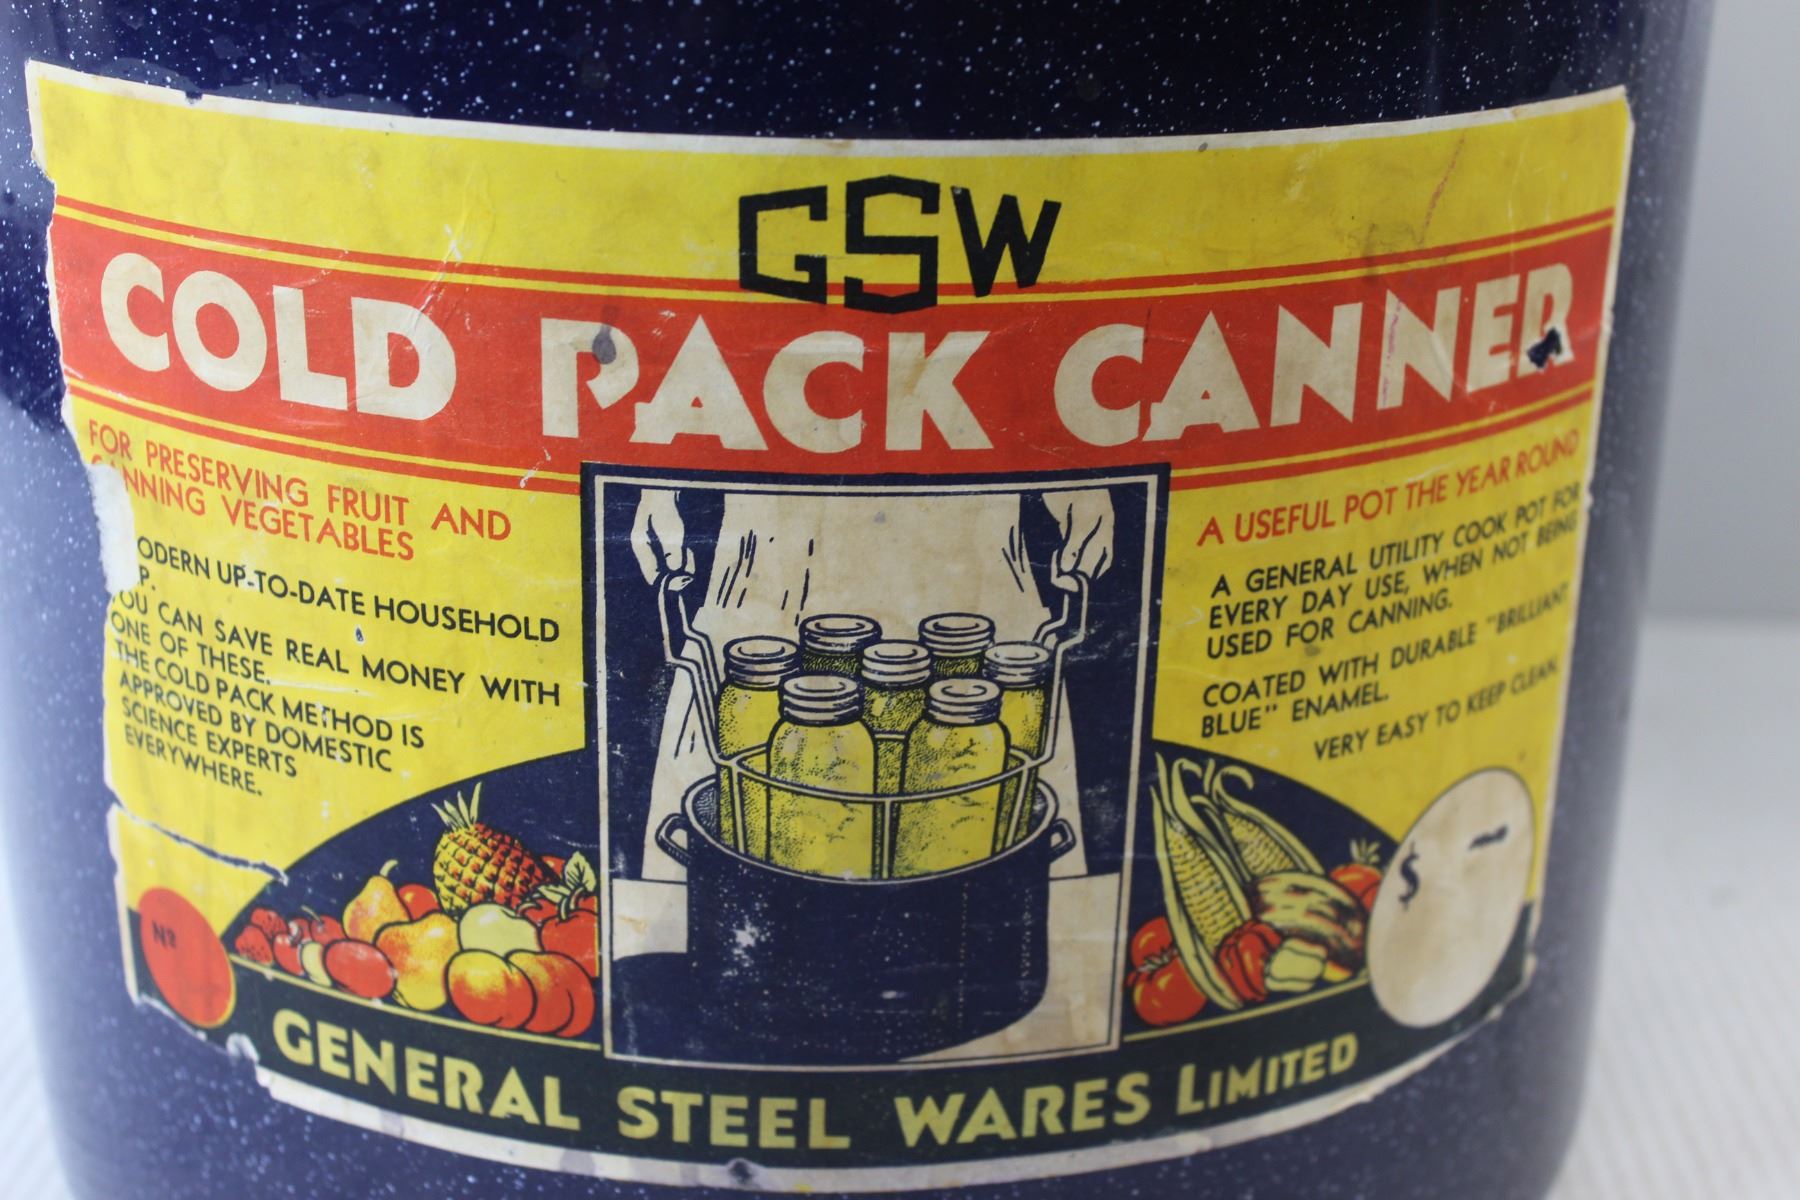 GSW
COLD PACK CANNER
FOR PRESERVING FRUIT AND
ANNING VEGETABLES
ODERN UP-TO-DATE HOUSEHOLD
P.
OU CAN SAVE REAL MONEY WITH
ONE OF THESE.
THE COLD PACK METHOD IS
APPROVED BY DOMESTIC
SCIENCE EXPERTS
EVERYWHERE.
A USEFUL POT THE YEAR ROUND
A GENERAL UTILITY COOK POT FOR
EVERY DAY USE, WHEN NOT BEING
USED FOR CANNING.
COATED WITH DURABLE "BRILLIANT
BLUE" ENAMEL.
VERY EASY TO KEEP CLEAN.
Nº
$ -
GENERAL STEEL WARES LIMITED